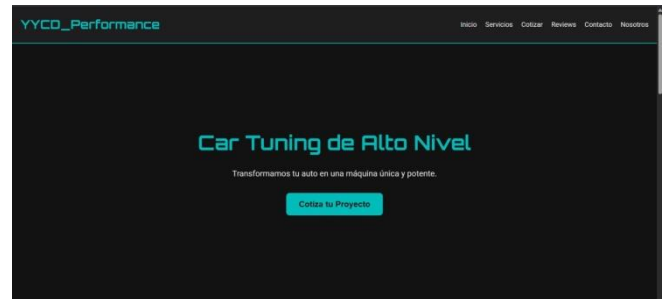 YYCD_Performance
Inicio Servicios Cotizar Reviews Contacto Nosotros
Car Tuning de Alto Nivel
Transformamos tu auto en una máquina única y potente.
Cotiza tu Proyecto